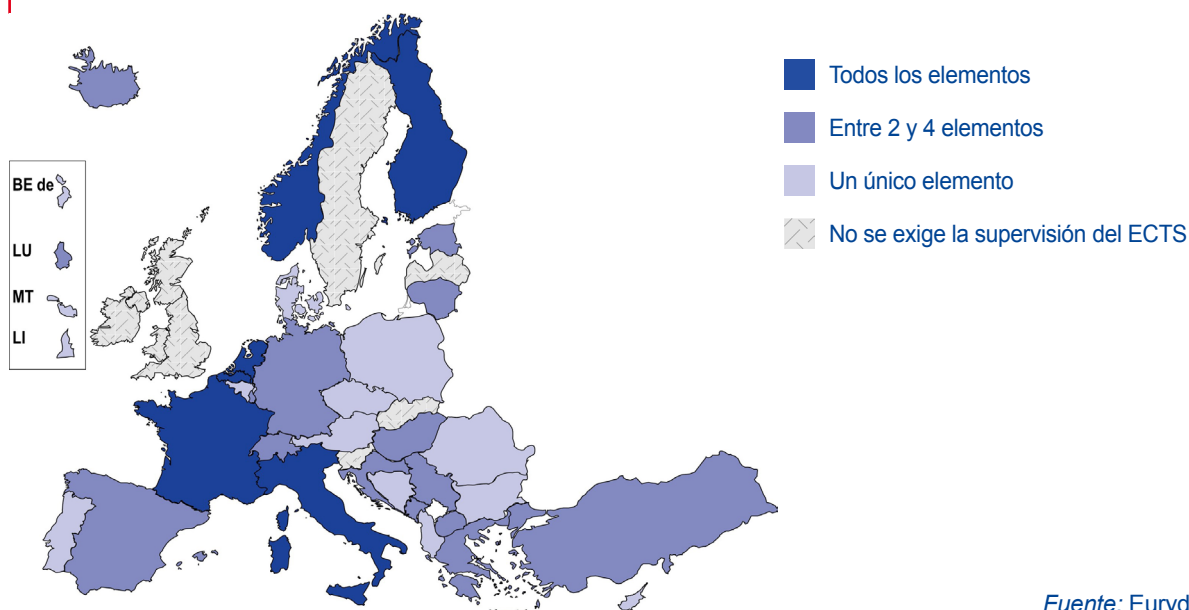 Todos los elementos
Entre 2 y 4 elementos
Un único elemento
No se exige la supervisión del ECTS
BE de
LU
MT
LI
Fuente: Euryd